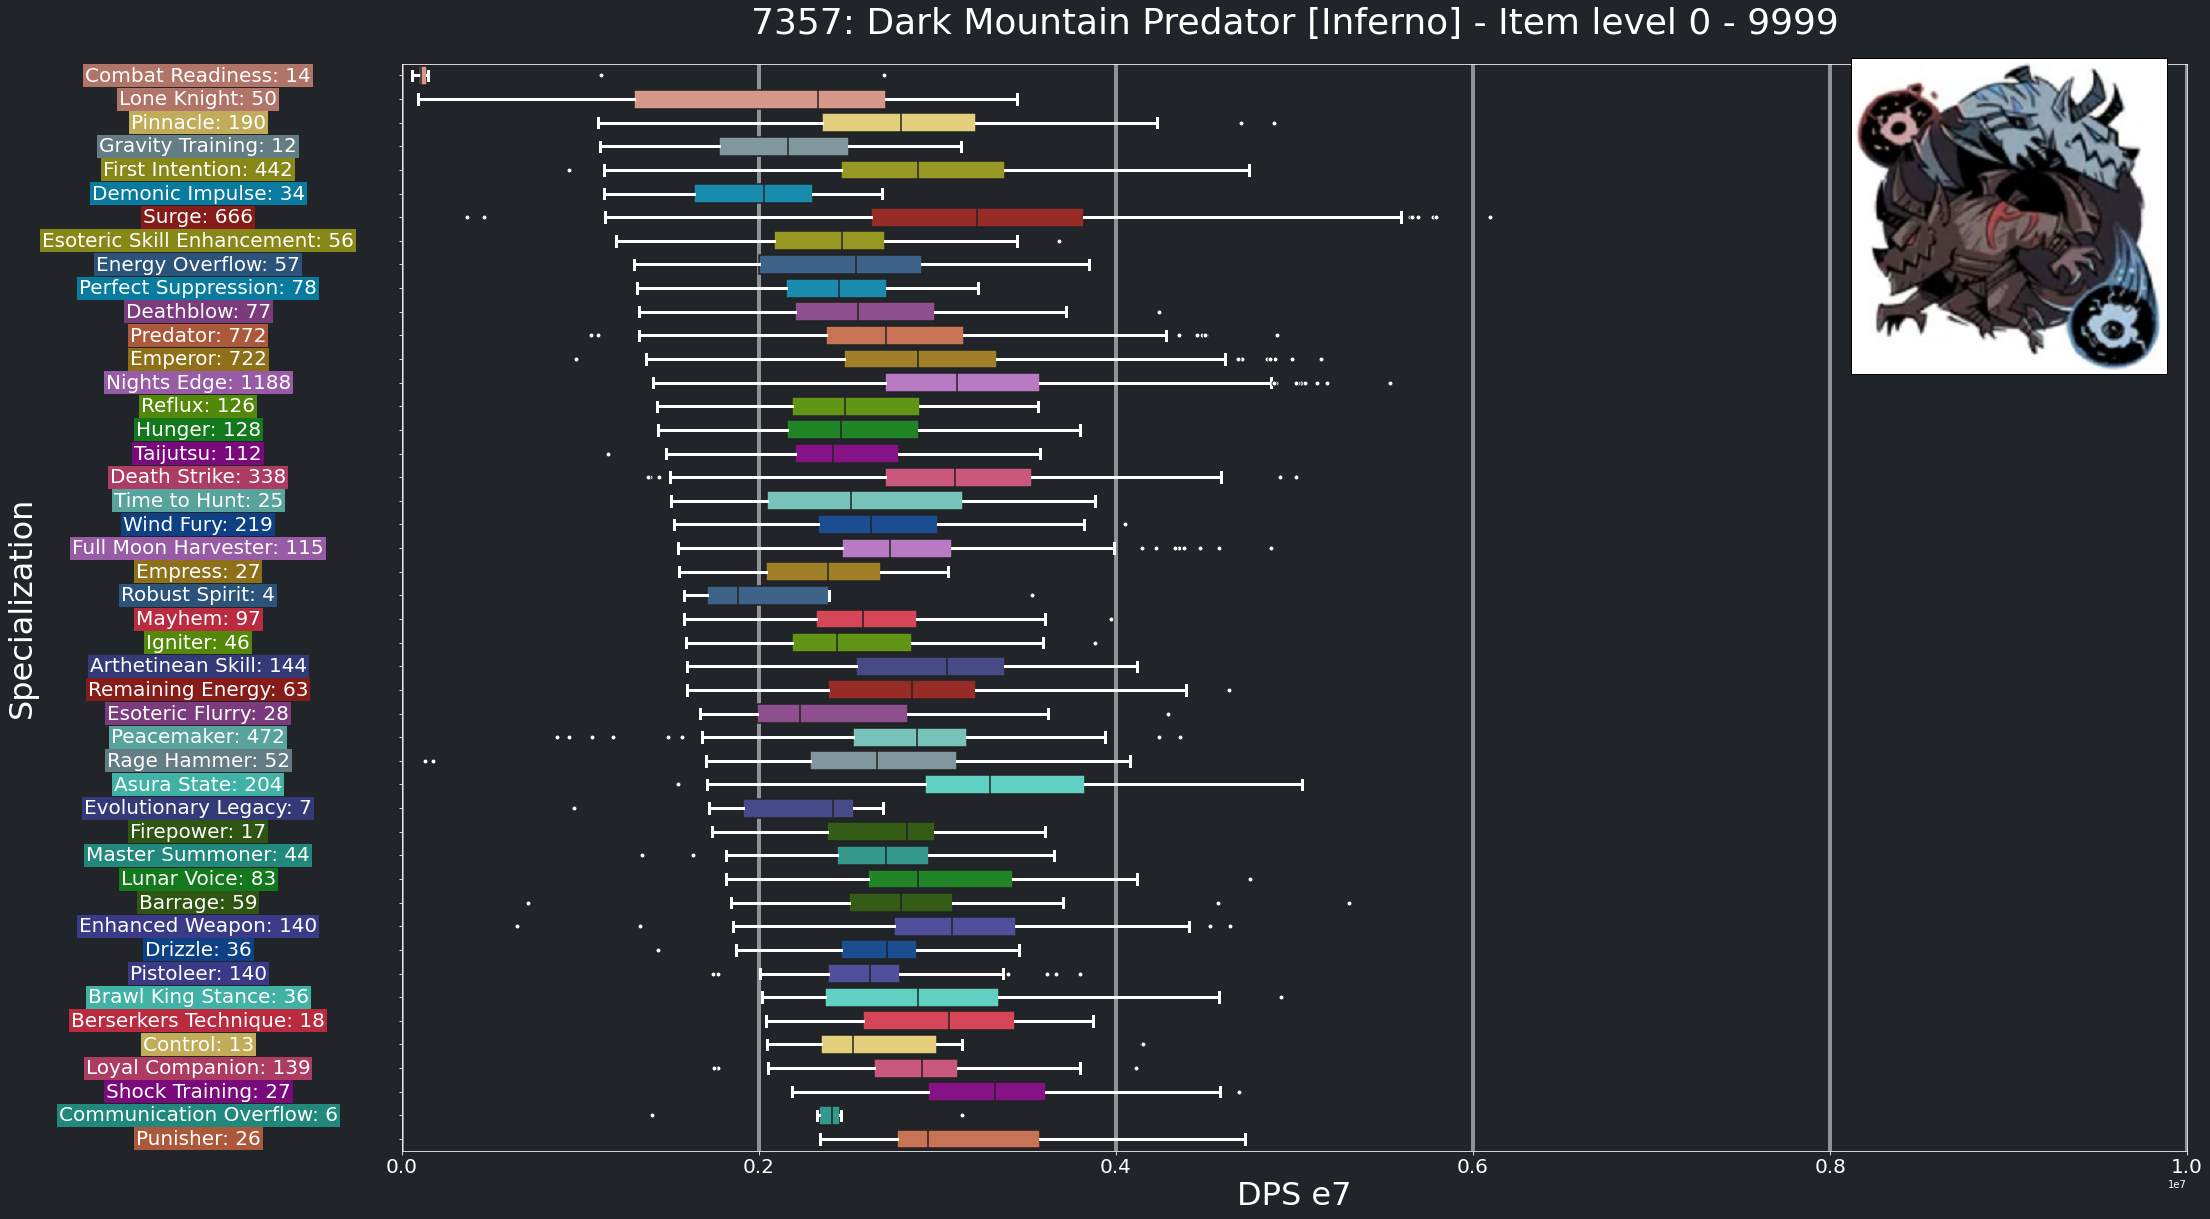 7357: Dark Mountain Predator [Inferno] - Item level 0 - 9999
Specialization
Combat Readiness: 14
Lone Knight: 50
Pinnacle: 190
Gravity Training: 12
First Intention: 442
Demonic Impulse: 34
Surge: 666
Esoteric Skill Enhancement: 56
Energy Overflow: 57
Perfect Suppression: 78
Deathblow: 77
Predator: 772
Emperor: 722
Nights Edge: 1188
Reflux: 126
Hunger: 128
Taijutsu: 112
Death Strike: 338
Time to Hunt: 25
Wind Fury: 219
Full Moon Harvester: 115
Empress: 27
Robust Spirit: 4
Mayhem: 97
Igniter: 46
Arthetinean Skill: 144
Remaining Energy: 63
Esoteric Flurry: 28
Peacemaker: 472
Rage Hammer: 52
Asura State: 204
Evolutionary Legacy: 7
Firepower: 17
Master Summoner: 44
Lunar Voice: 83
Barrage: 59
Enhanced Weapon: 140
Drizzle: 36
Pistoleer: 140
Brawl King Stance: 36
Berserkers Technique: 18
Control: 13
Loyal Companion: 139
Shock Training: 27
Communication Overflow: 6
Punisher: 26
0.0 0.2 0.4 0.6 0.8 1.0
1e7
DPS e7